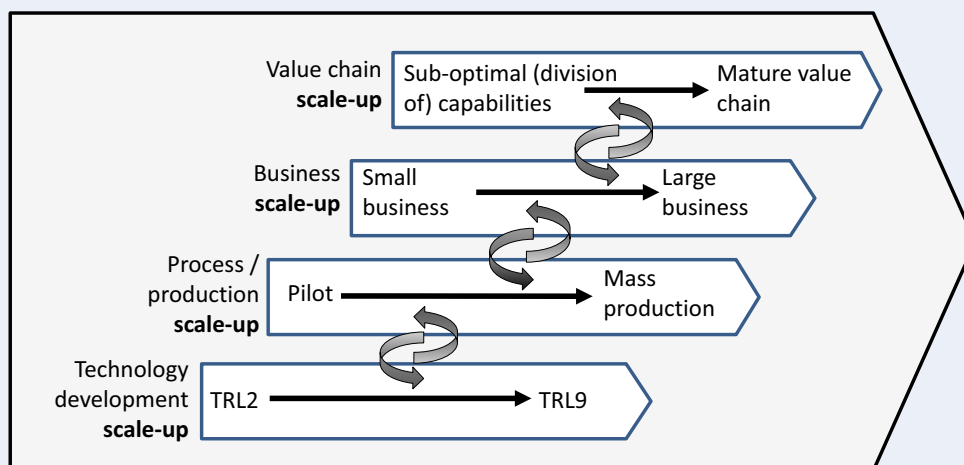 Value chain
scale-up
Sub-optimal (division
of) capabilities
Mature value
chain
Business
scale-up
Small
business
Large
business
Process /
production
scale-up
Pilot
Mass
production
Technology
development
scale-up
TRL2
TRL9